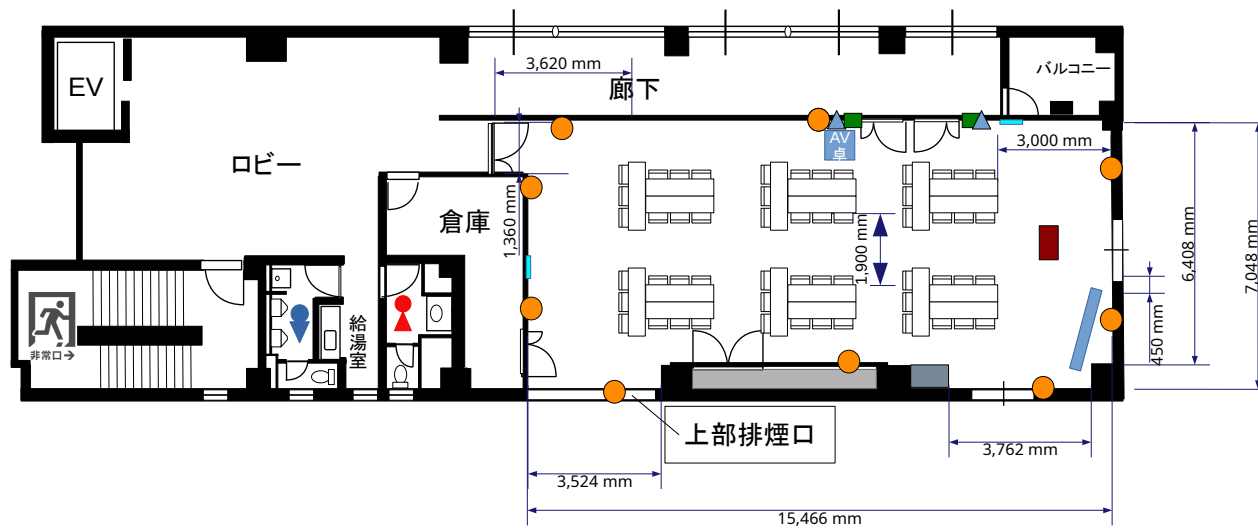 EV
3,620 mm
廊下
バルコニー
ロビー
AV
卓
3,000 mm
倉庫
1,360 mm
1,900 mm
6,408 mm
7,048 mm
450 mm
給湯室
非常口→
上部排煙口
3,762 mm
3,524 mm
15,466 mm